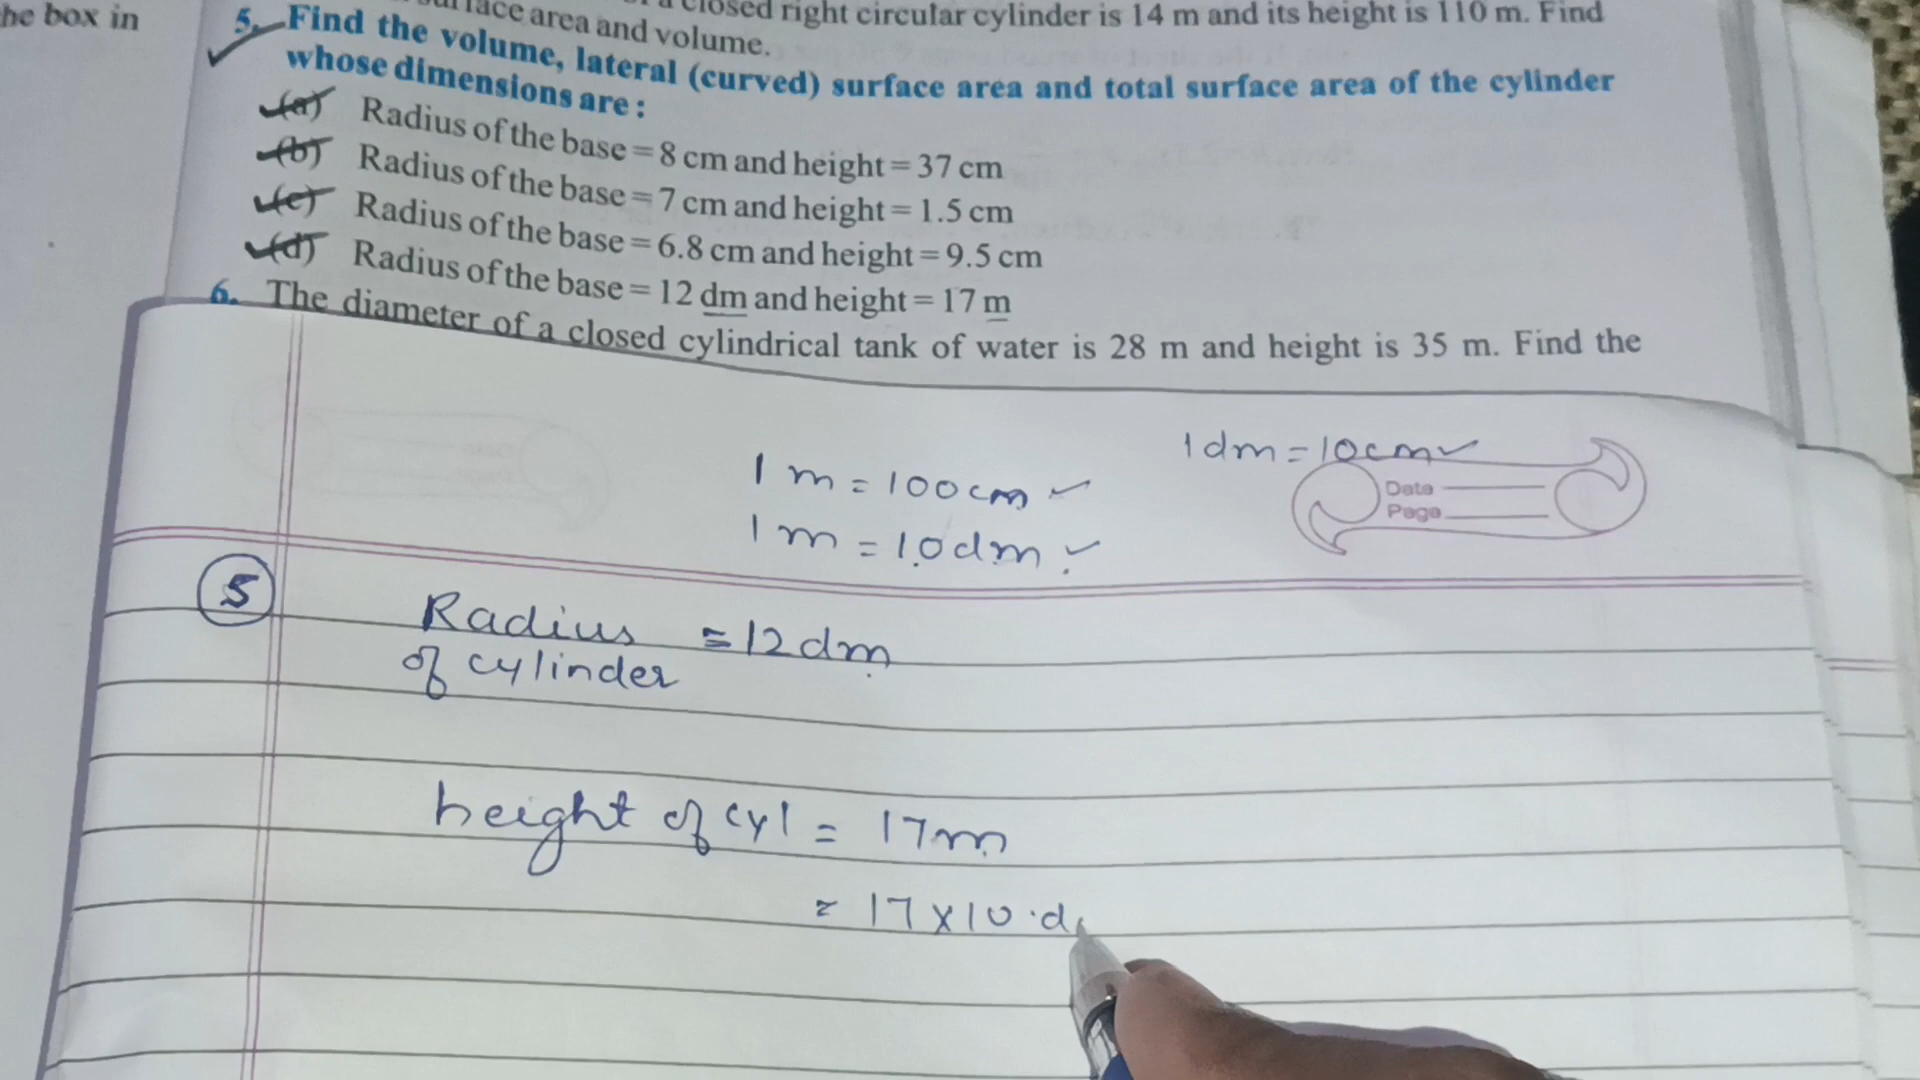 he box in
closed right circular cylinder is 14 m and its height is 110 m. Find
area and volume.
5. Find the volume, lateral (curved) surface area and total surface area of the cylinder
whose dimensions are :
(a) Radius of the base = 8 cm and height = 37 cm
(b) Radius of the base = 7 cm and height = 1.5 cm
(c) Radius of the base = 6.8 cm and height = 9.5 cm
(d) Radius of the base = 12 dm and height = 17 m
6. The diameter of a closed cylindrical tank of water is 28 m and height is 35 m. Find the
1 dm = 10cm ✓
1 m = 100cm ✓
Date
Page
1 m = 10dm ✓
5 Radius = 12dm
of cylinder
height of cyl = 17m
= 17 x 10 d